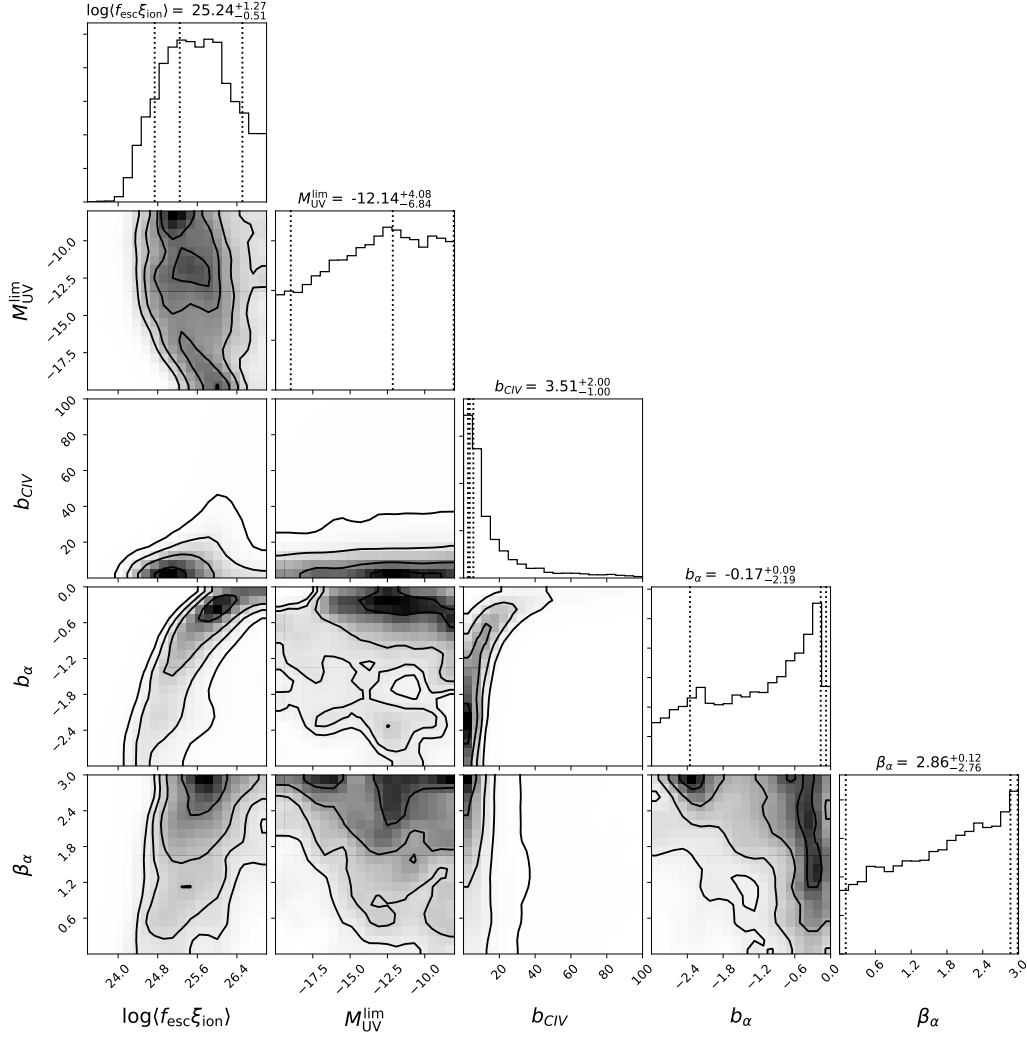 log⟨f_esc ξ_ion⟩ = 25.24^{+1.27}_{−0.51}
M_UV^lim = -12.14^{+4.08}_{−6.84}
−10.0
−12.5
−15.0
−17.5
M_UV^lim
b_CIV = 3.51^{+2.00}_{−1.00}
100
80
60
40
20
b_CIV
b_α = -0.17^{+0.09}_{−2.19}
0.0
−0.6
−1.2
−1.8
−2.4
b_α
β_α = 2.86^{+0.12}_{−2.76}
3.0
2.4
1.8
1.2
0.6
β_α
24.0 24.8 25.6 26.4
−17.5 −15.0 −12.5 −10.0
20 40 60 80 100
−2.4 −1.8 −1.2 −0.6 0.0
0.6 1.2 1.8 2.4 3.0
log⟨f_esc ξ_ion⟩ M_UV^lim b_CIV b_α β_α